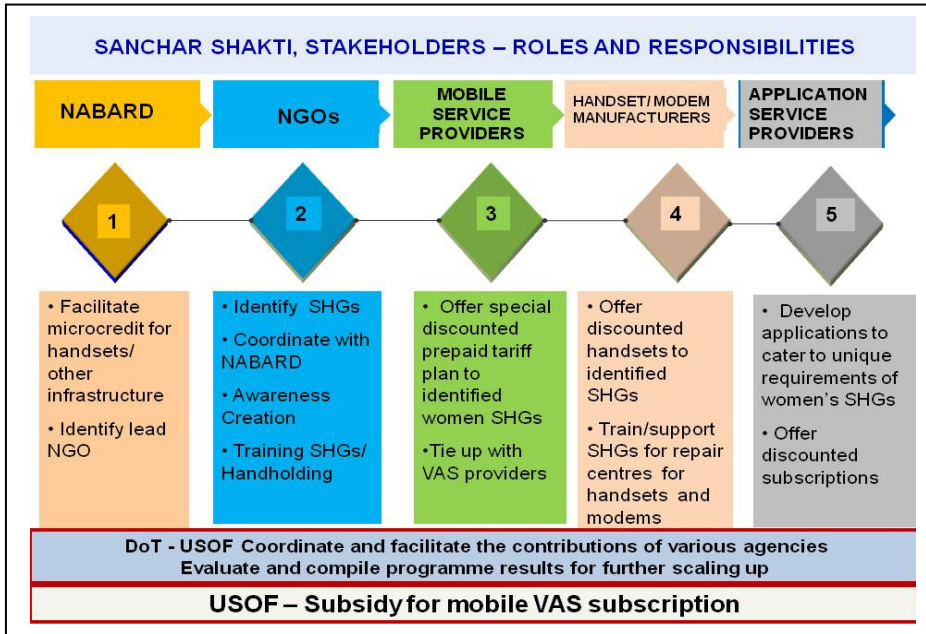 SANCHAR SHAKTI, STAKEHOLDERS – ROLES AND RESPONSIBILITIES
NABARD
NGOs
MOBILE
SERVICE
PROVIDERS
HANDSET/ MODEM
MANUFACTURERS
APPLICATION
SERVICE
PROVIDERS
1
2
3
4
5
• Facilitate
microcredit for
handsets/
other
infrastructure
• Identify lead
NGO
• Identify SHGs
• Coordinate with
NABARD
• Awareness
Creation
• Training SHGs/
Handholding
• Offer special
discounted
prepaid tariff
plan to
identified
women SHGs
•Tie up with
VAS providers
• Offer
discounted
handsets to
identified
SHGs
• Train/support
SHGs for repair
centres for
handsets and
modems
• Develop
applications to
cater to unique
requirements of
women's SHGs
• Offer
discounted
subscriptions
DoT - USOF Coordinate and facilitate the contributions of various agencies
Evaluate and compile programme results for further scaling up
USOF – Subsidy for mobile VAS subscription